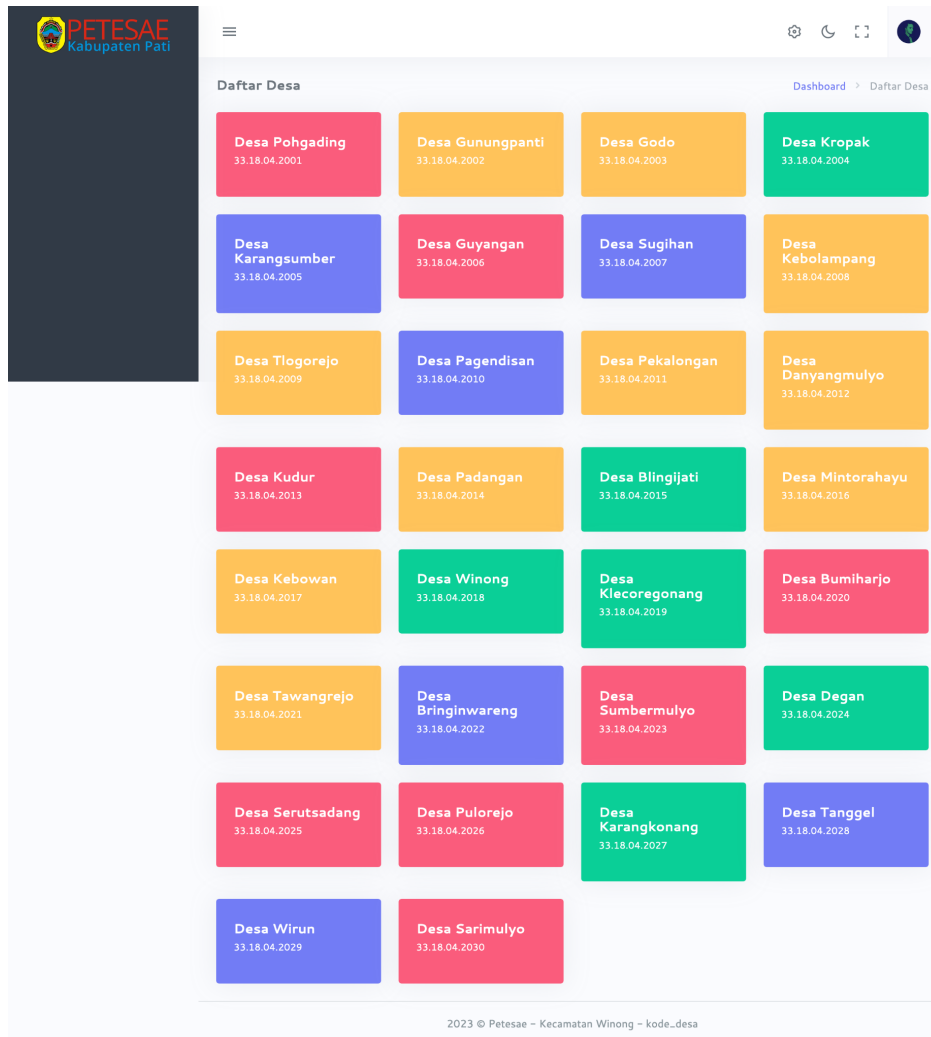 PETESAE
Kabupaten Pati
Daftar Desa
Dashboard > Daftar Desa
Desa Pohgading
33.18.04.2001
Desa Gunungpanti
33.18.04.2002
Desa Godo
33.18.04.2003
Desa Kropak
33.18.04.2004
Desa
Karangsumber
33.18.04.2005
Desa Guyangan
33.18.04.2006
Desa Sugihan
33.18.04.2007
Desa
Kebolampang
33.18.04.2008
Desa Tlogorejo
33.18.04.2009
Desa Pagendisan
33.18.04.2010
Desa Pekalongan
33.18.04.2011
Desa
Danyangmulyo
33.18.04.2012
Desa Kudur
33.18.04.2013
Desa Padangan
33.18.04.2014
Desa Blingijati
33.18.04.2015
Desa Mintorahayu
33.18.04.2016
Desa Kebowan
33.18.04.2017
Desa Winong
33.18.04.2018
Desa
Klecoregonang
33.18.04.2019
Desa Bumiharjo
33.18.04.2020
Desa Tawangrejo
33.18.04.2021
Desa
Bringinwareng
33.18.04.2022
Desa
Sumbermulyo
33.18.04.2023
Desa Degan
33.18.04.2024
Desa Serutsadang
33.18.04.2025
Desa Pulorejo
33.18.04.2026
Desa
Karangkonang
33.18.04.2027
Desa Tanggel
33.18.04.2028
Desa Wirun
33.18.04.2029
Desa Sarimulyo
33.18.04.2030
2023 © Petesae - Kecamatan Winong - kode_desa